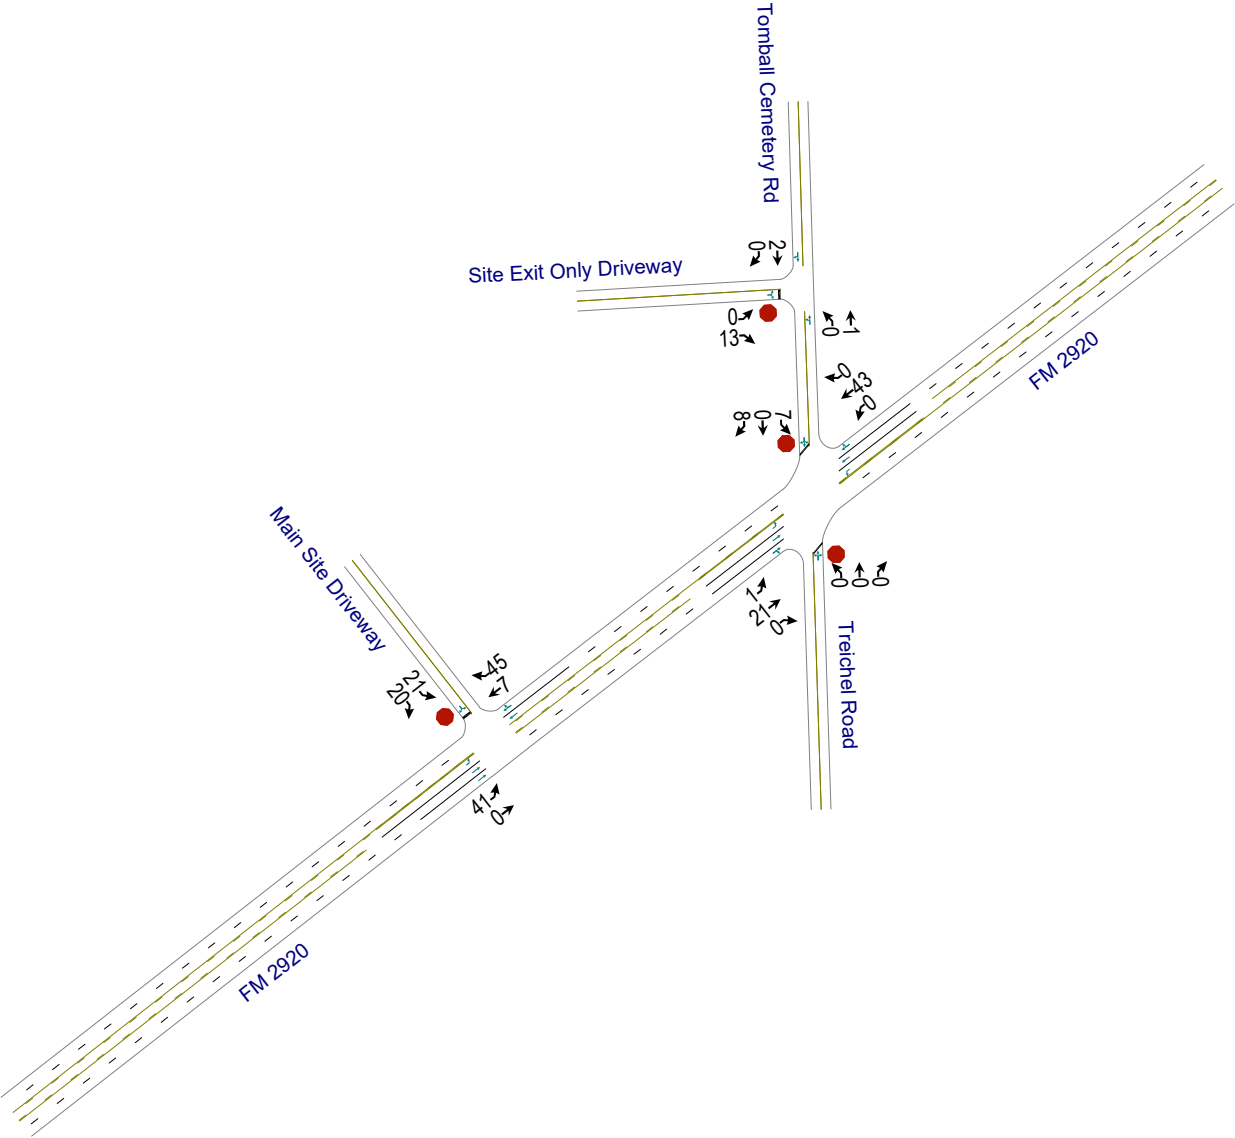 Tomball Cemetery Rd
0 2
Site Exit Only Driveway
0
13
0 1
FM 2920
0
43
0
8 0 7
Main Site Driveway
0 0 0
1
21
0
Treichel Road
45
7
21
20
41
0
FM 2920